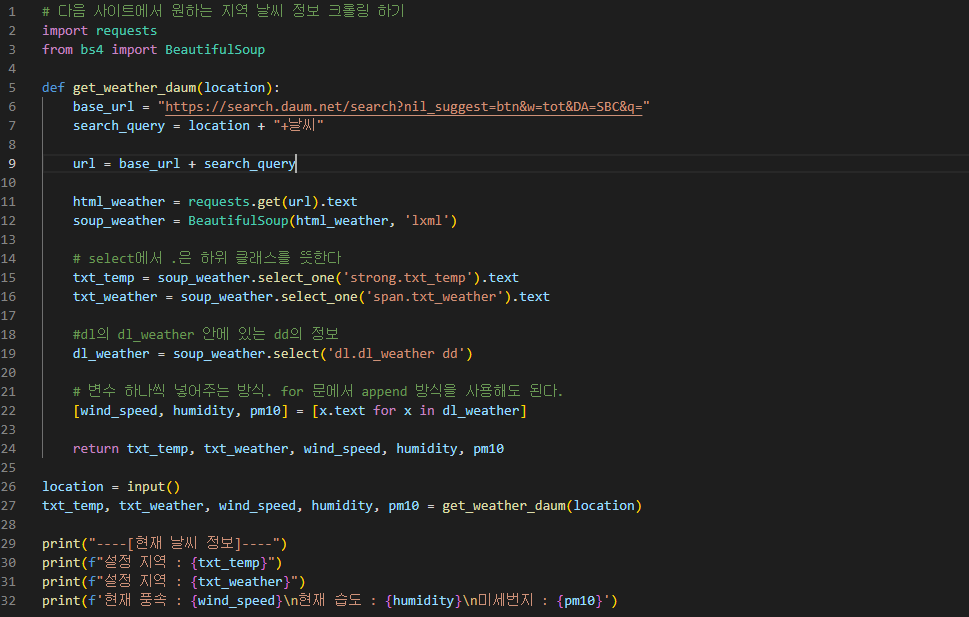 1 # 다음 사이트에서 원하는 지역 날씨 정보 크롤링 하기
2 import requests
3 from bs4 import BeautifulSoup
4
5 def get_weather_daum(location):
6     base_url = "https://search.daum.net/search?nil_suggest=btn&w=tot&DA=SBC&q="
7     search_query = location + "+날씨"
8
9     url = base_url + search_query
10
11     html_weather = requests.get(url).text
12     soup_weather = BeautifulSoup(html_weather, 'lxml')
13
14     # select에서 .은 하위 클래스를 뜻한다
15     txt_temp = soup_weather.select_one('strong.txt_temp').text
16     txt_weather = soup_weather.select_one('span.txt_weather').text
17
18     #dl의 dl_weather 안에 있는 dd의 정보
19     dl_weather = soup_weather.select('dl.dl_weather dd')
20
21     # 변수 하나씩 넣어주는 방식. for 문에서 append 방식을 사용해도 된다.
22     [wind_speed, humidity, pm10] = [x.text for x in dl_weather]
23
24     return txt_temp, txt_weather, wind_speed, humidity, pm10
25
26 location = input()
27 txt_temp, txt_weather, wind_speed, humidity, pm10 = get_weather_daum(location)
28
29 print("----[현재 날씨 정보]----")
30 print(f"설정 지역 : {txt_temp}")
31 print(f"설정 지역 : {txt_weather}")
32 print(f'현재 풍속 : {wind_speed}\n현재 습도 : {humidity}\n미세번지 : {pm10}')